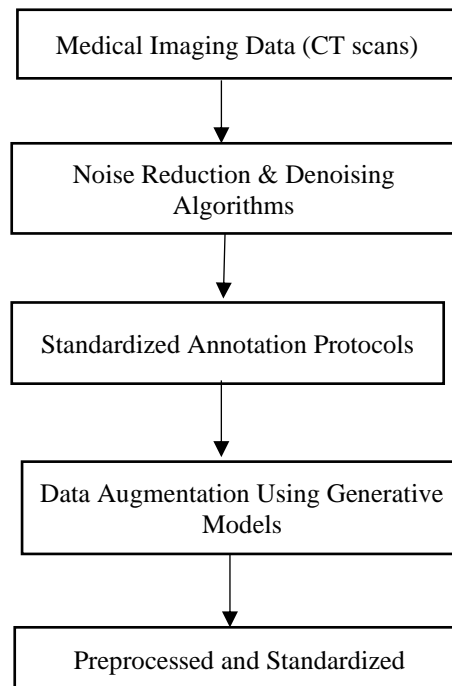 Medical Imaging Data (CT scans)
Noise Reduction & Denoising
Algorithms
Standardized Annotation Protocols
Data Augmentation Using Generative
Models
Preprocessed and Standardized